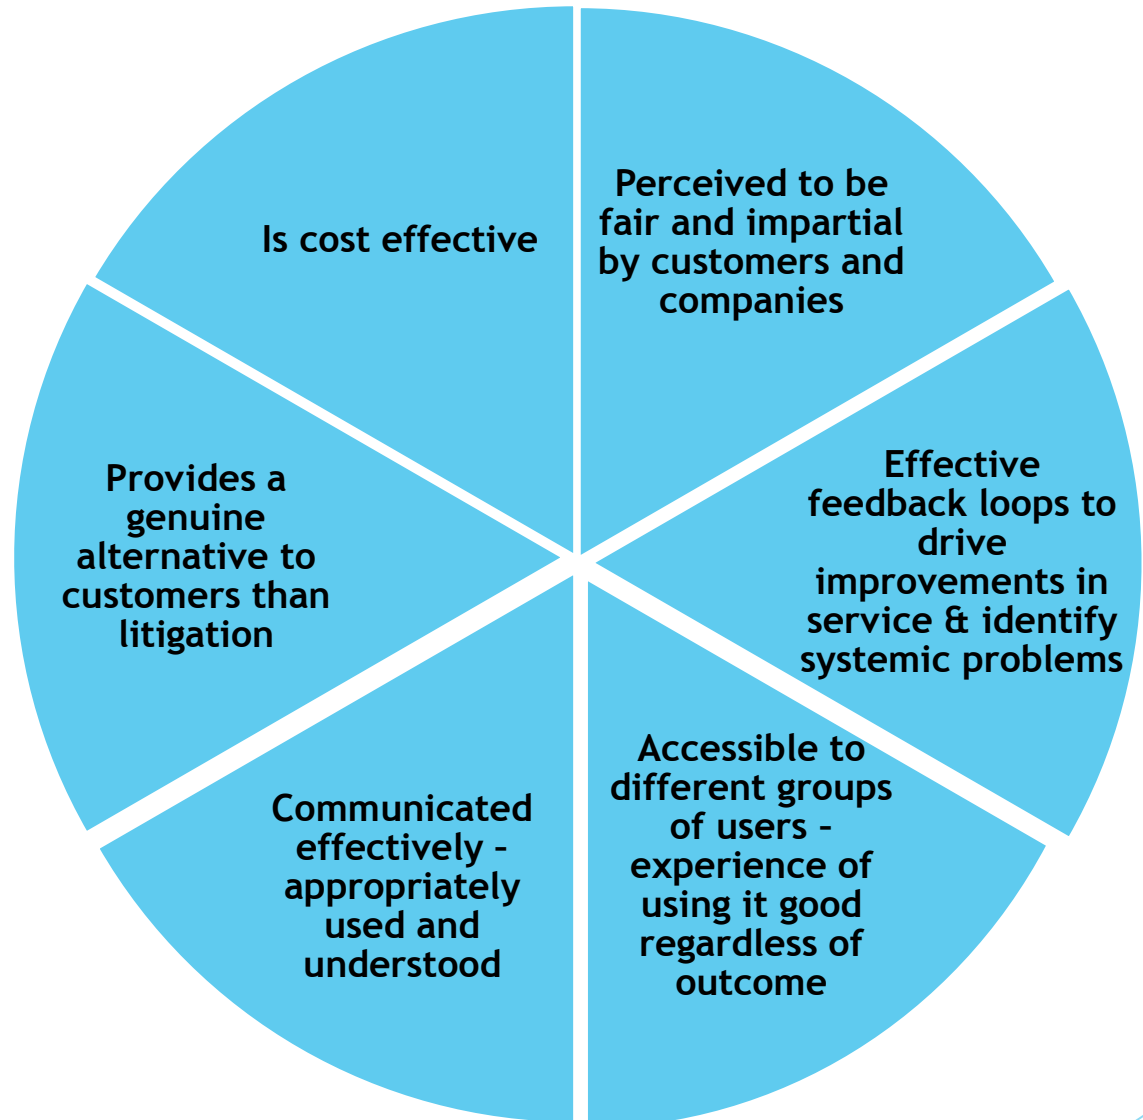 Perceived to be
fair and impartial
by customers and
companies
Effective
feedback loops to
drive
improvements in
service & identify
systemic problems
Accessible to
different groups
of users –
experience of
using it good
regardless of
outcome
Communicated
effectively –
appropriately
used and
understood
Provides a
genuine
alternative to
customers than
litigation
Is cost effective